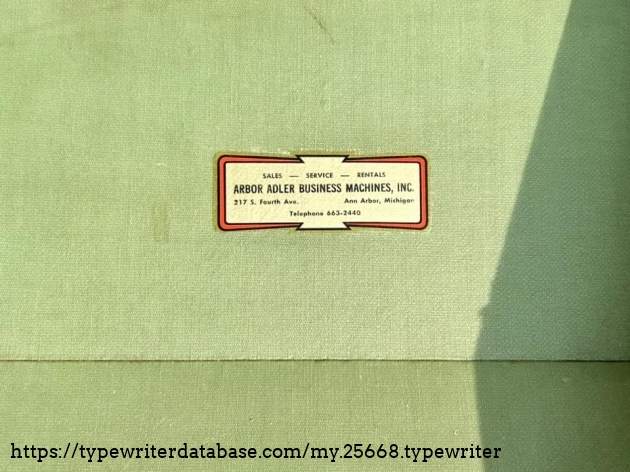 SALES — SERVICE — RENTALS
ARBOR ADLER BUSINESS MACHINES, INC.
217 S. Fourth Ave. Ann Arbor, Michigan
Telephone 663-2440
https://typewriterdatabase.com/my.25668.typewriter